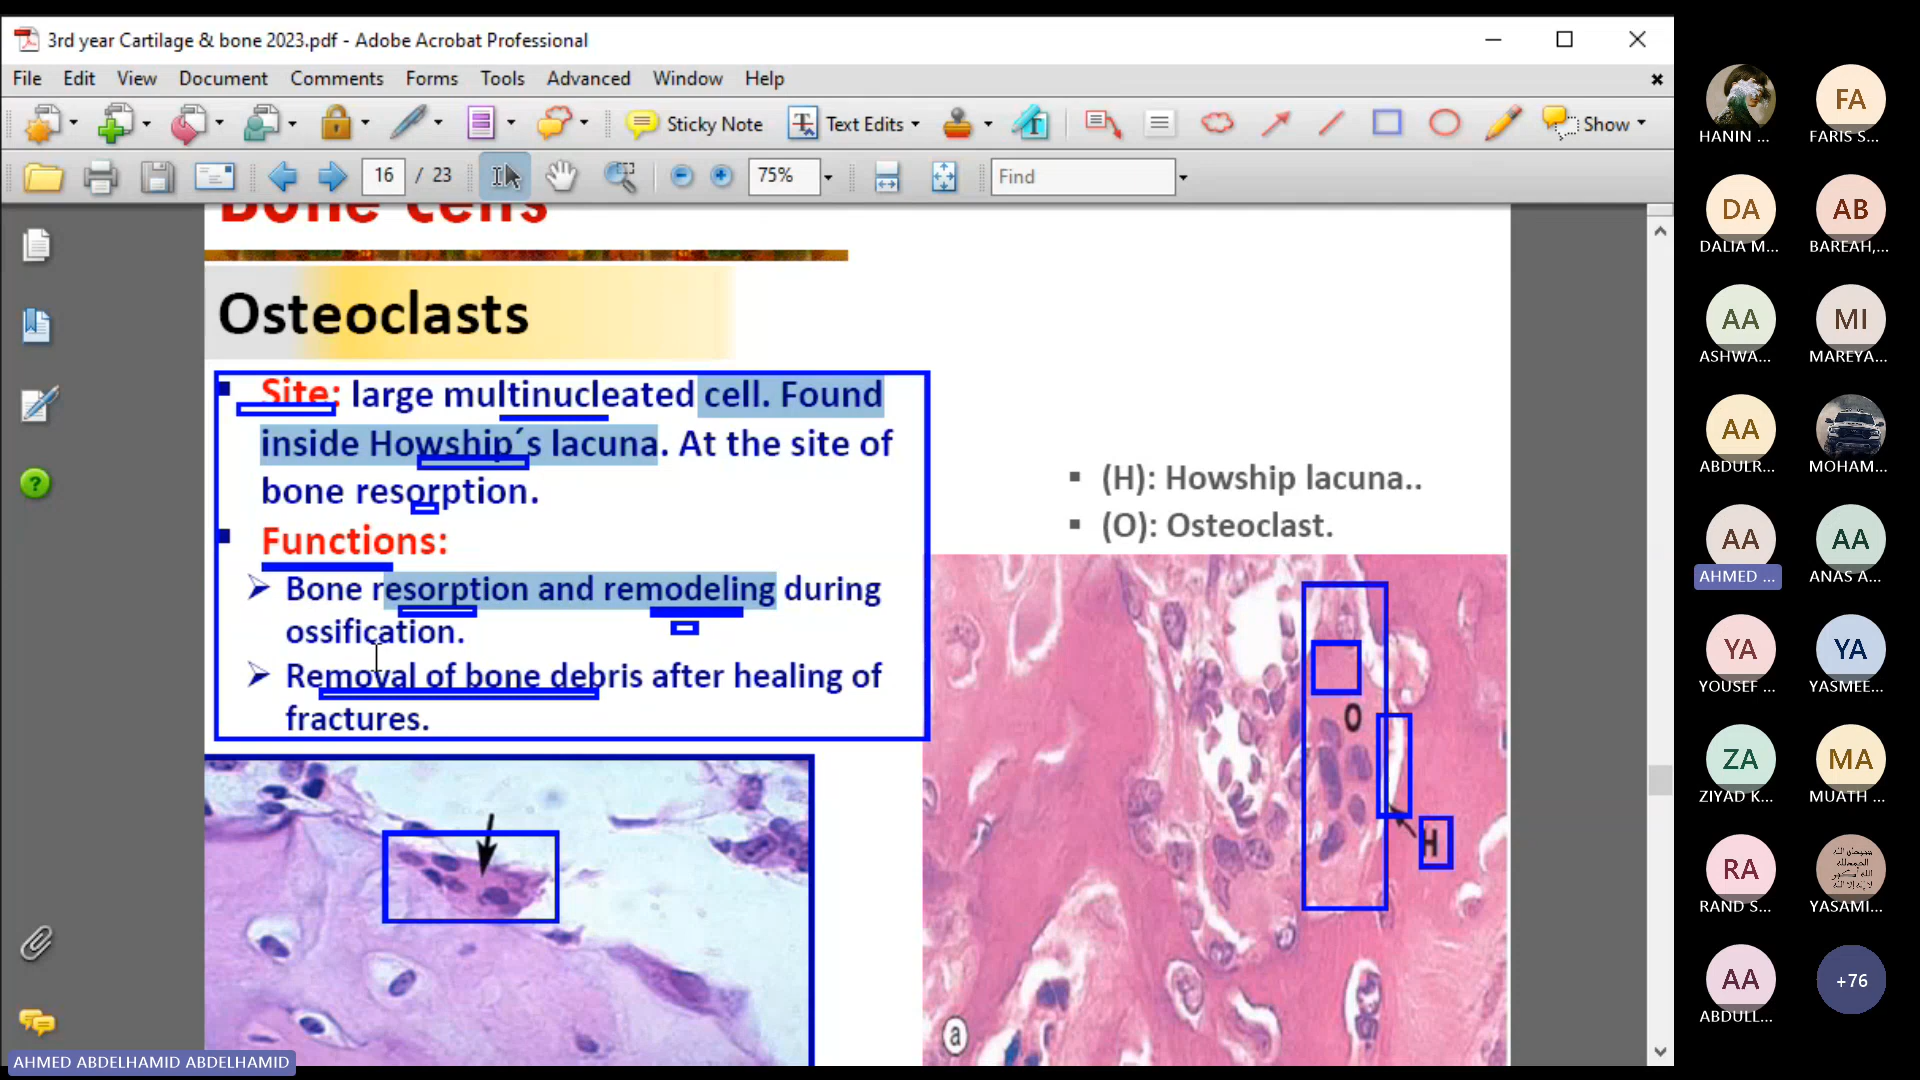 3rd year Cartilage & bone 2023.pdf - Adobe Acrobat Professional
File Edit View Document Comments Forms Tools Advanced Window Help
Sticky Note Text Edits Show
16 / 23 75% Find
Bone cells
Osteoclasts
Site: large multinucleated cell. Found
inside Howship´s lacuna. At the site of
bone resorption.
Functions:
➢ Bone resorption and remodeling during
ossification.
➢ Removal of bone debris after healing of
fractures.
▪ (H): Howship lacuna..
▪ (O): Osteoclast.
O
H
a
HANIN ...
FA
FARIS S...
DA
DALIA M...
AB
BAREAH,...
AA
ASHWA...
MI
MAREYA...
AA
ABDULR...
MOHAM...
AA
AHMED ...
AA
ANAS A...
YA
YOUSEF ...
YA
YASMEE...
ZA
ZIYAD K...
MA
MUATH ...
RA
RAND S...
YASAMI...
AA
ABDULL...
+76
AHMED ABDELHAMID ABDELHAMID